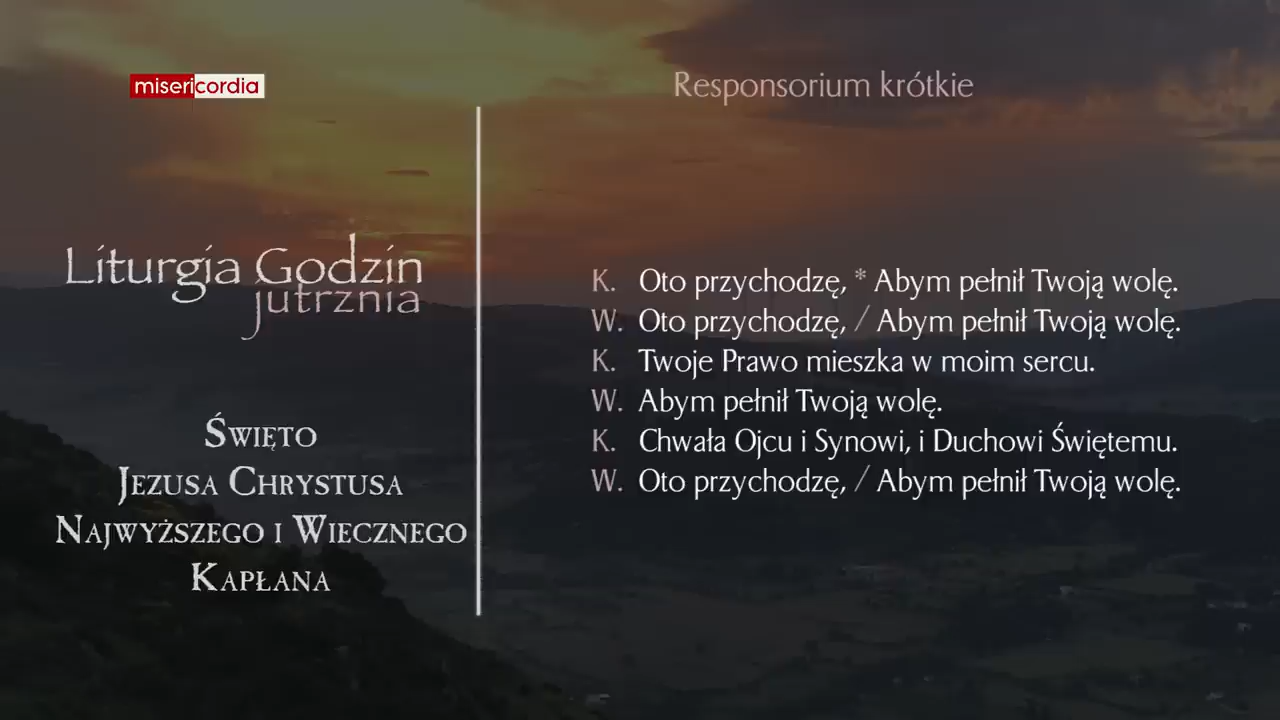 misericordia
Responsorium krótkie
Liturgia Godzin
jutrznia
Święto
Jezusa Chrystusa
Najwyższego i Wiecznego
Kapłana
K. Oto przychodzę, * Abym pełnił Twoją wolę.
W. Oto przychodzę, / Abym pełnił Twoją wolę.
K. Twoje Prawo mieszka w moim sercu.
W. Abym pełnił Twoją wolę.
K. Chwała Ojcu i Synowi, i Duchowi Świętemu.
W. Oto przychodzę, / Abym pełnił Twoją wolę.